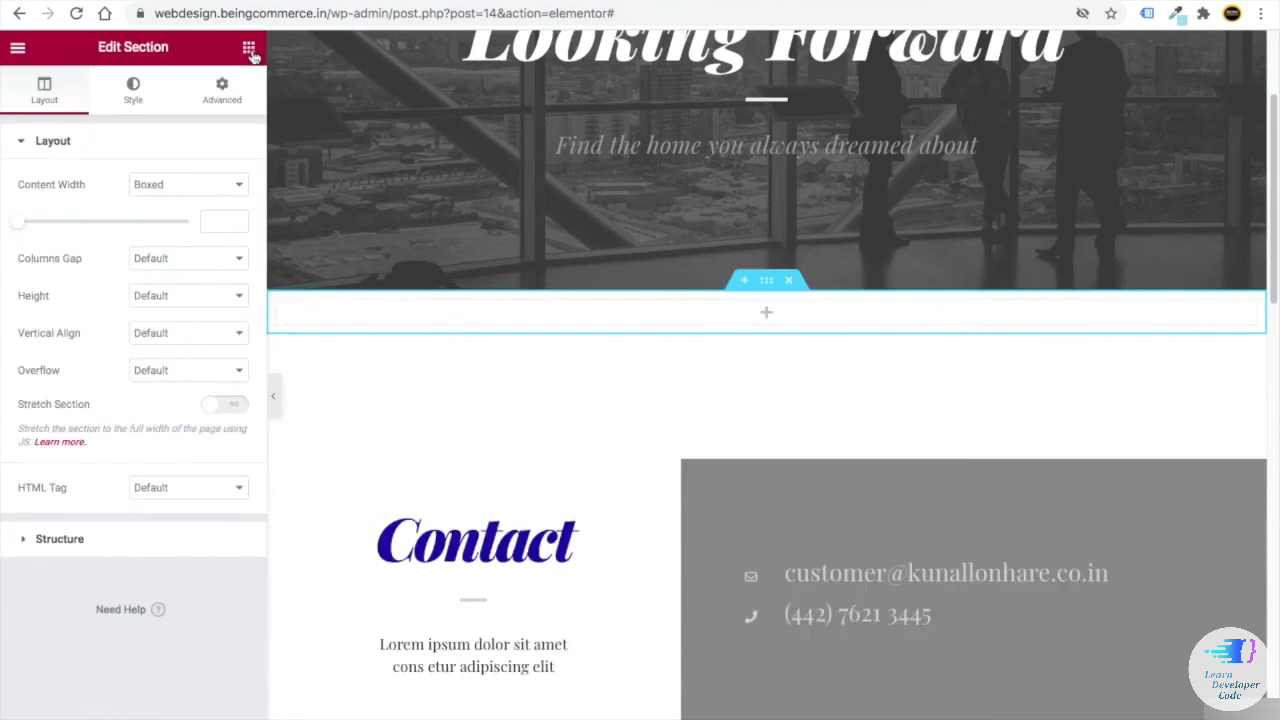 webdesign.beingcommerce.in/wp-admin/post.php?post=14&action=elementor#
Edit Section
Layout
Style
Advanced
Layout
Content Width
Boxed
Columns Gap
Default
Height
Default
Vertical Align
Default
Overflow
Default
Stretch Section
NO
Stretch the section to the full width of the page using
JS. Learn more.
HTML Tag
Default
Structure
Need Help ?
Looking Forward
Find the home you always dreamed about
Contact
Lorem ipsum dolor sit amet
cons etur adipiscing elit
customer@kunallonhare.co.in
(442) 7621 3445
Learn
Developer
Code